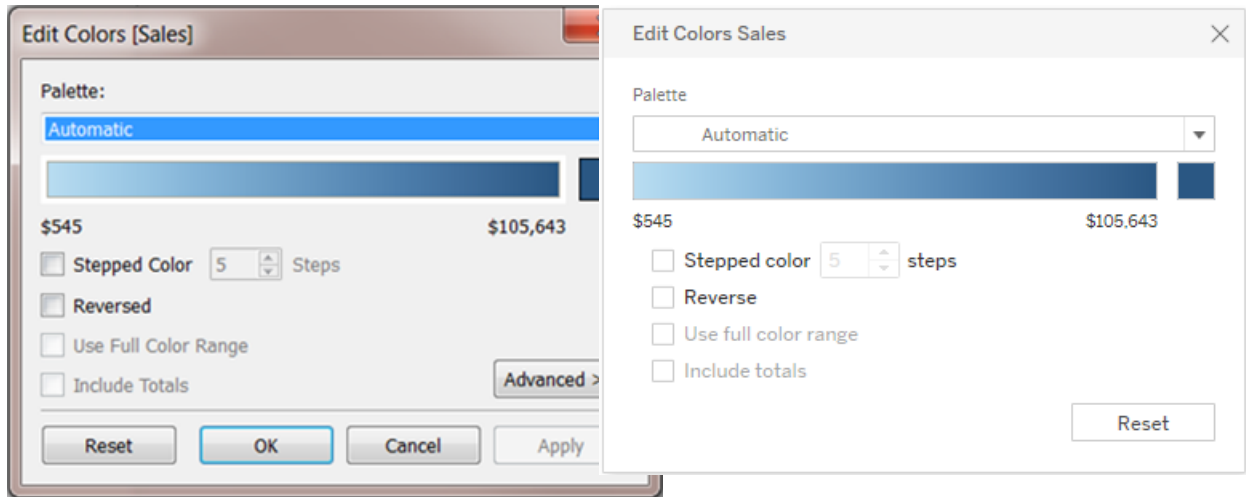 Edit Colors [Sales]
Palette:
Automatic
$545 $105,643
Stepped Color 5 Steps
Reversed
Use Full Color Range
Include Totals
Advanced >
Reset OK Cancel Apply
Edit Colors Sales
Palette
Automatic
$545 $105,643
Stepped color 5 steps
Reverse
Use full color range
Include totals
Reset